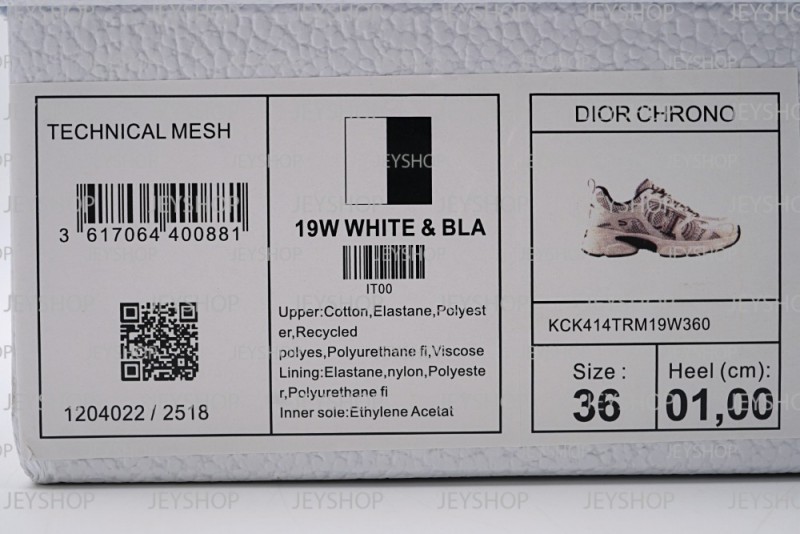 TECHNICAL MESH
3 617064 400881
1204022 / 2518
19W WHITE & BLA
IT00
Upper:Cotton,Elastane,Polyest
er,Recycled
polyes,Polyurethane fi,Viscose
Lining:Elastane,nylon,Polyeste
r,Polyurethane fi
Inner sole:Ethylene Acetat
DIOR CHRONO
KCK414TRM19W360
Size :
36
Heel (cm):
01,00
JEYSHOP